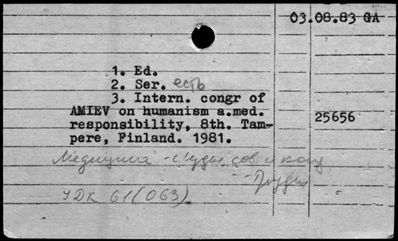 03.08.83 GA
1. Ed.
2. Ser. есть
3. Intern. congr of
AMIEV on humanism a.med.
responsibility, 8th. Tam-
pere, Finland. 1981.
25656
Медицина -
УДК 61(063).